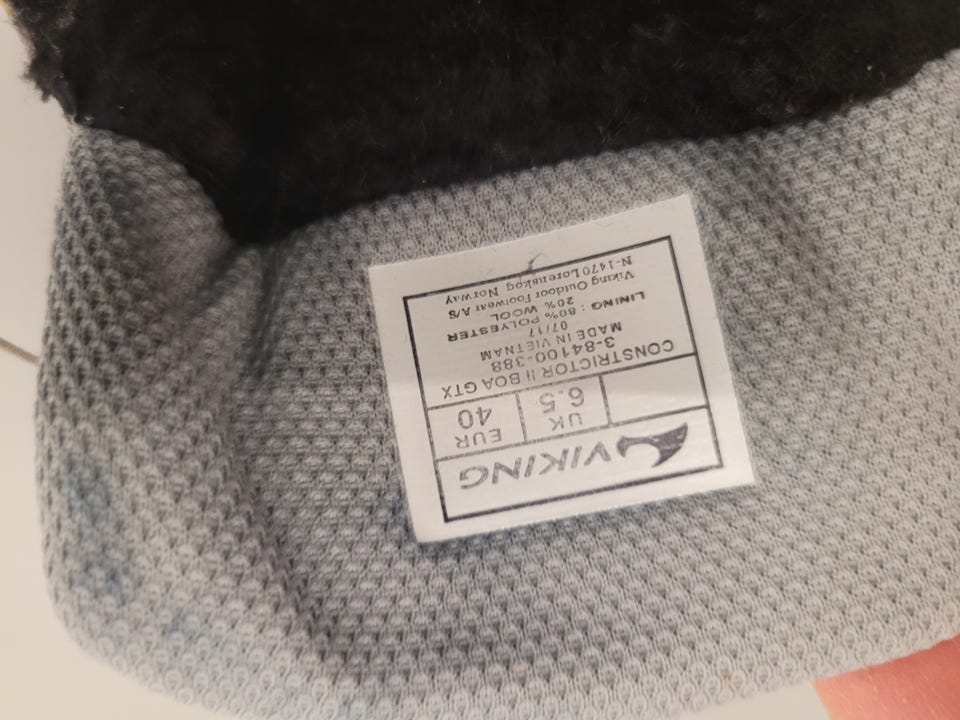 VIKING
UK EUR
6.5 40
CONSTRICTOR II BOA GTX
3-84100-388
MADE IN VIETNAM
07/17
LINING : 80% POLYESTER
20% WOOL
Viking Outdoor Footwear A/S
N-1470 Lorenskog Norway